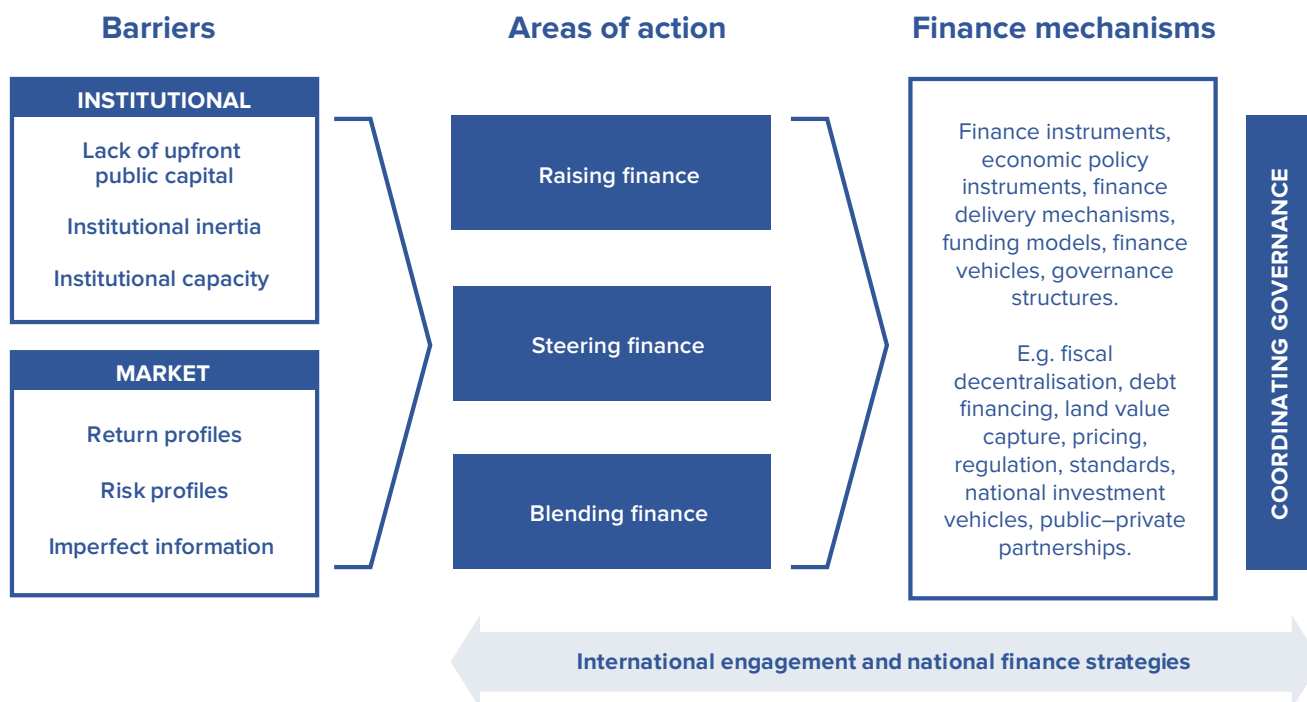 Barriers
Areas of action
Finance mechanisms
INSTITUTIONAL
Lack of upfront
public capital
Institutional inertia
Institutional capacity
MARKET
Return profiles
Risk profiles
Imperfect information
Raising finance
Steering finance
Blending finance
Finance instruments,
economic policy
instruments, finance
delivery mechanisms,
funding models, finance
vehicles, governance
structures.
E.g. fiscal
decentralisation, debt
financing, land value
capture, pricing,
regulation, standards,
national investment
vehicles, public–private
partnerships.
COORDINATING GOVERNANCE
International engagement and national finance strategies